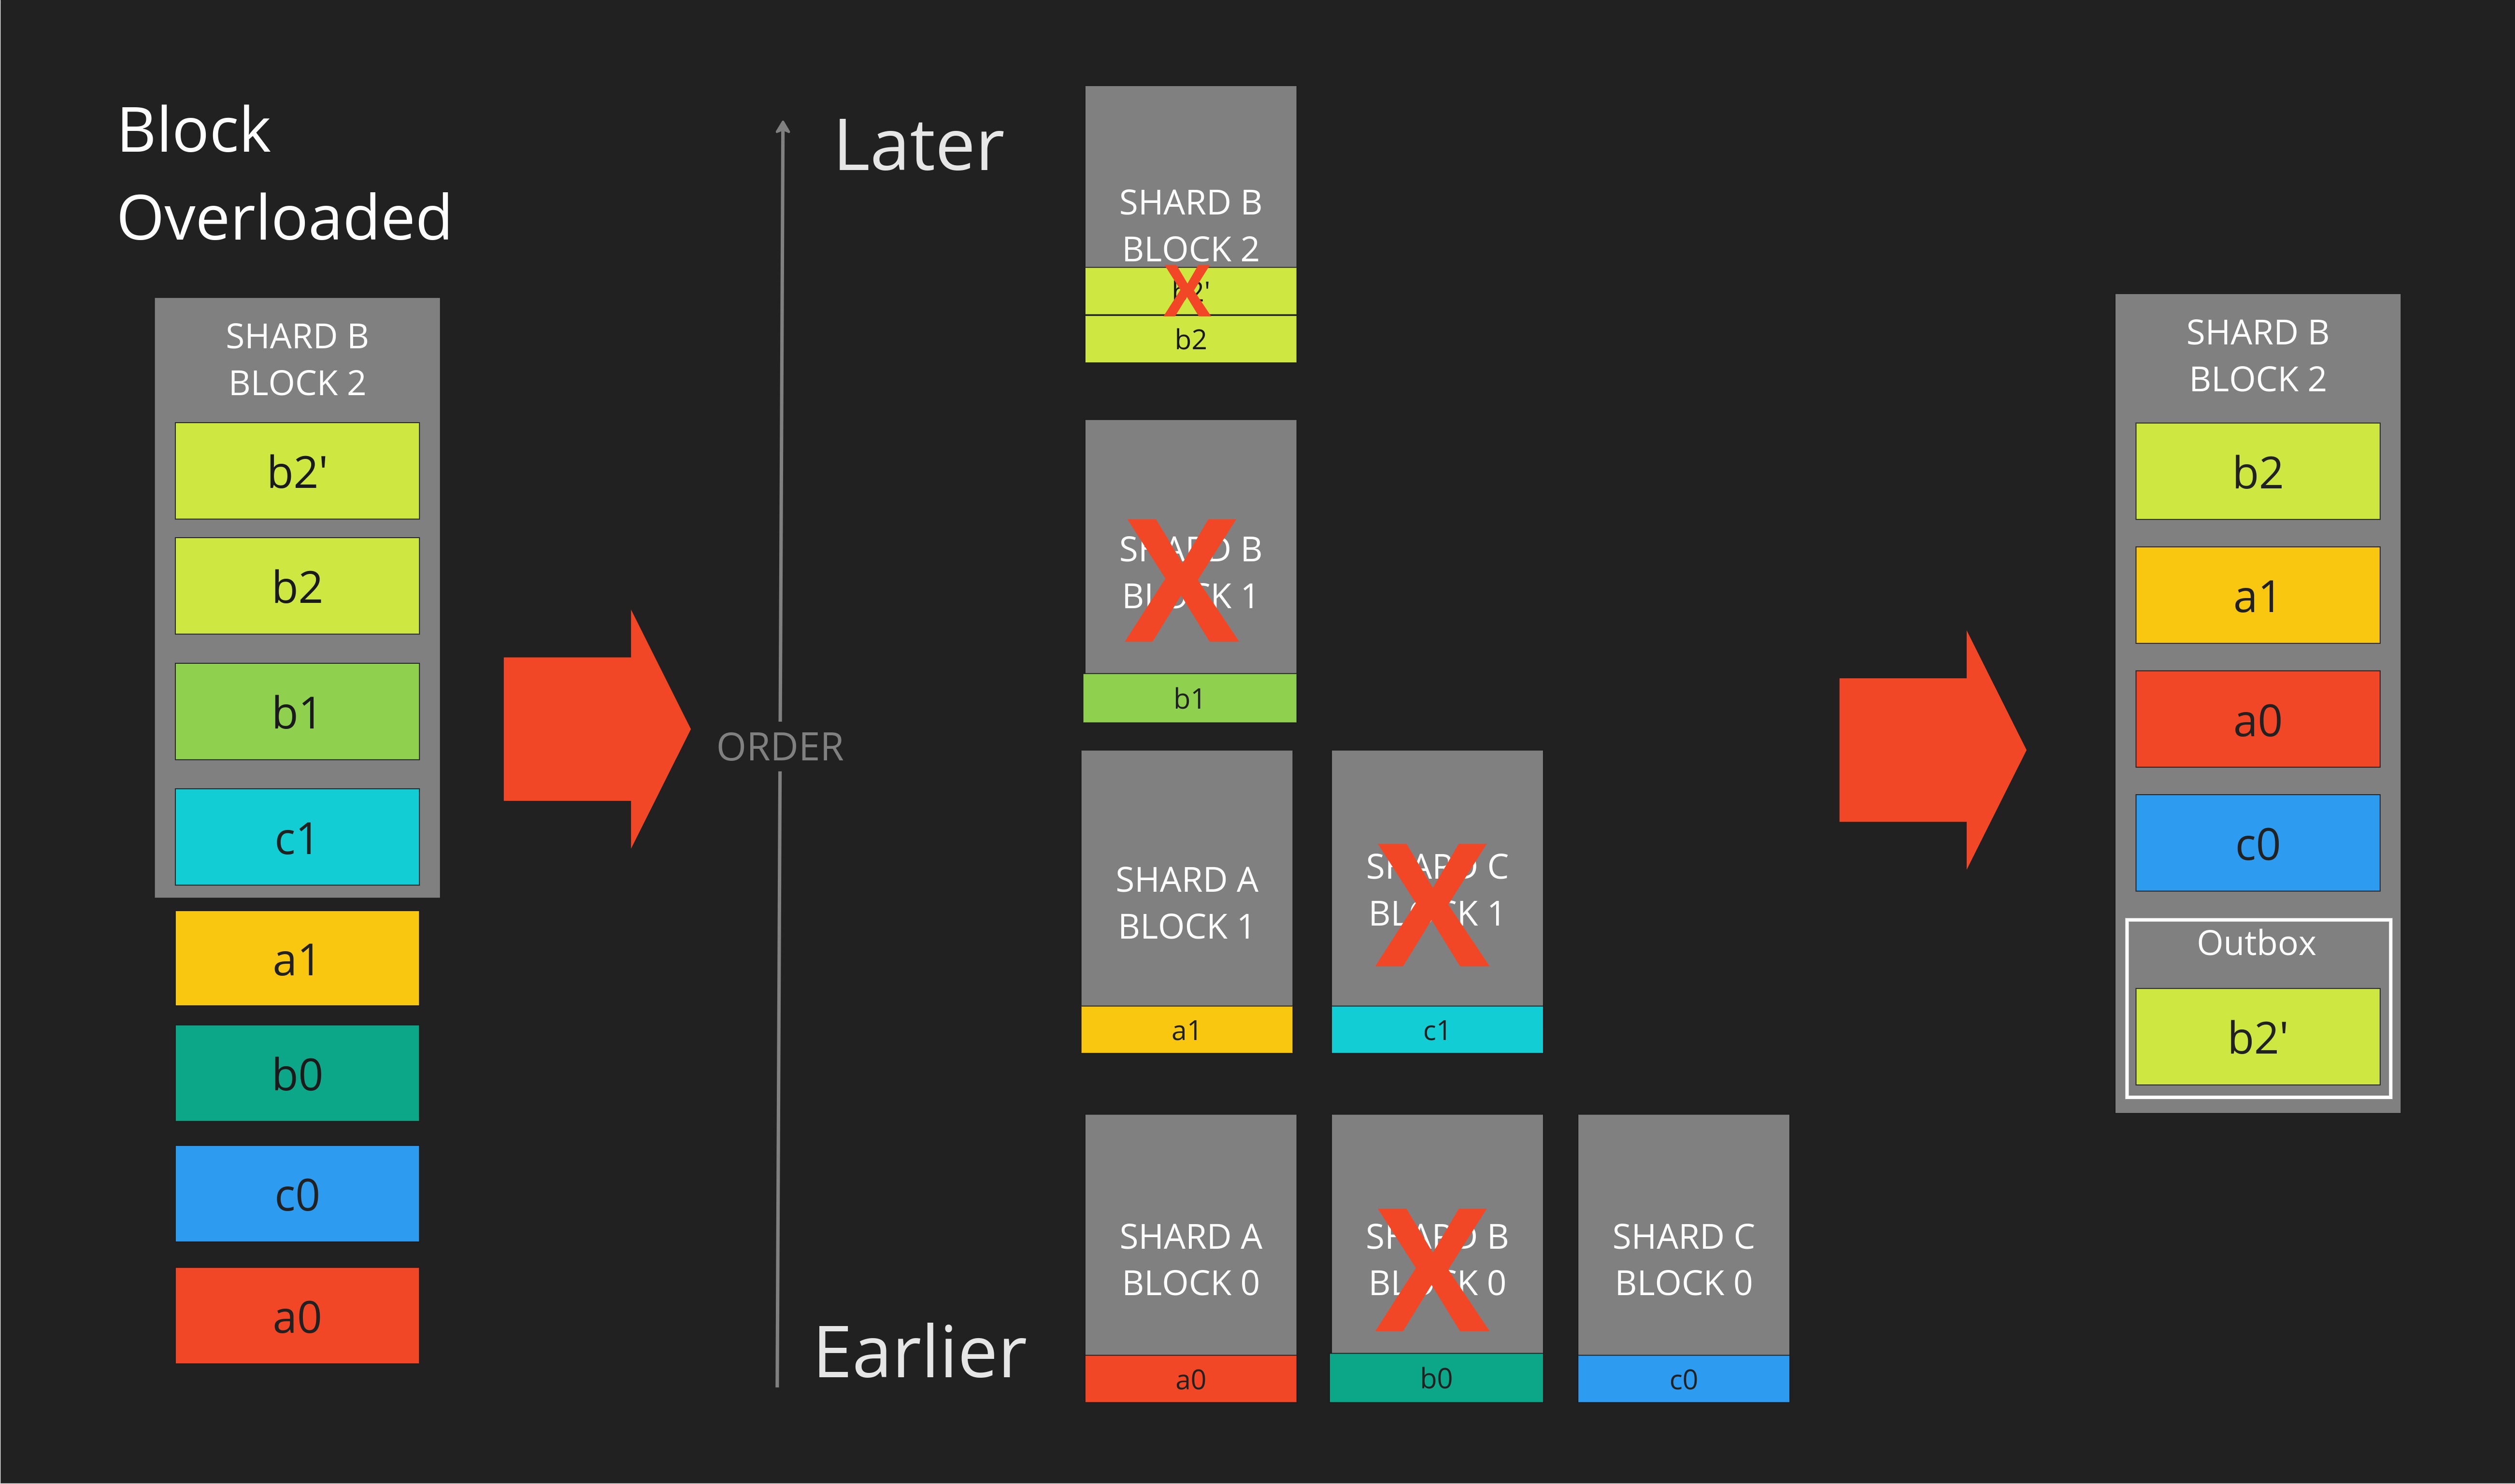 Block
Overloaded
SHARD B
BLOCK 2
b2'
b2
b1
c1
a1
b0
c0
a0
Later
ORDER
Earlier
SHARD B
BLOCK 2
b2'
b2
SHARD B
BLOCK 1
b1
SHARD A
BLOCK 1
a1
SHARD C
BLOCK 1
c1
SHARD A
BLOCK 0
a0
SHARD B
BLOCK 0
b0
SHARD C
BLOCK 0
c0
X
X
X
X
SHARD B
BLOCK 2
b2
a1
a0
c0
Outbox
b2'